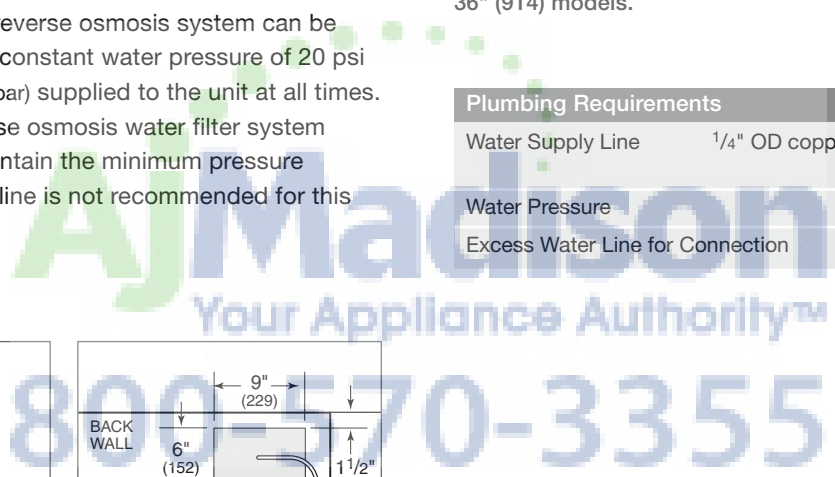 reverse osmosis system can be
constant water pressure of 20 psi
bar) supplied to the unit at all times.
se osmosis water filter system
ntain the minimum pressure
line is not recommended for this
36" (914) models.
Plumbing Requirements
Water Supply Line 1/4" OD copp
Water Pressure
Excess Water Line for Connection
AjMadison
Your Appliance Authority™
800-570-3355
9"
(229)
BACK
WALL
6"
(152)
1 1/2"